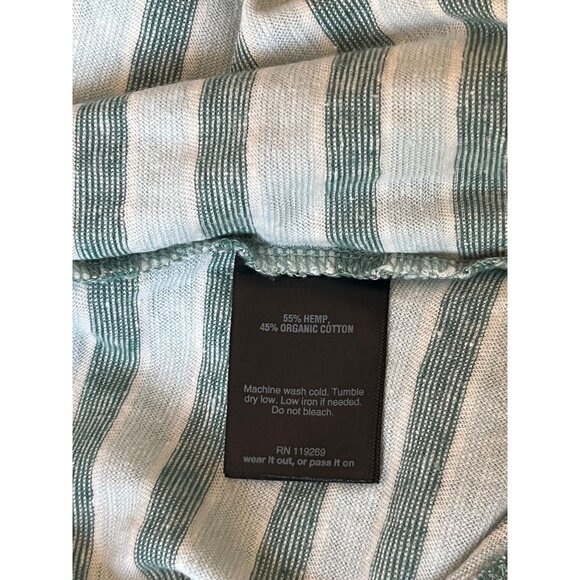 55% HEMP,
45% ORGANIC COTTON
Machine wash cold. Tumble
dry low. Low iron if needed.
Do not bleach.
RN 119269
wear it out, or pass it on